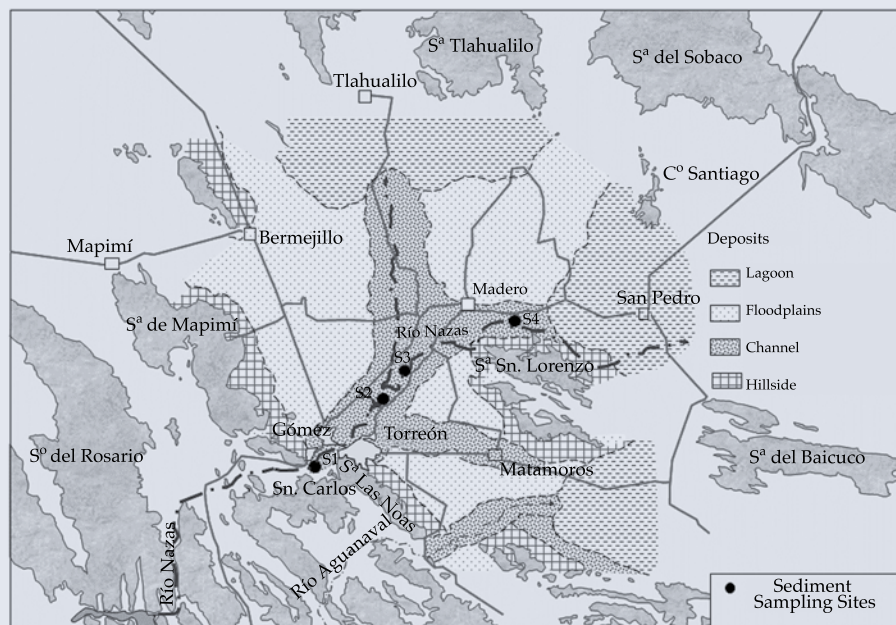 Sª Tlahualilo
Sª del Sobaco
Tlahualilo
Cº Santiago
Mapimí
Bermejillo
Deposits
Lagoon
Madero
San Pedro
Floodplains
Sª de Mapimí
Río Nazas
S4
Channel
S3
Sª Sn. Lorenzo
Hillside
S2
Gómez
Torreón
Sº del Rosario
S1
Sª Las Noas
Matamoros
Sª del Baicuco
Sn. Carlos
Río Nazas
Río Aguanaval
Sediment
Sampling Sites